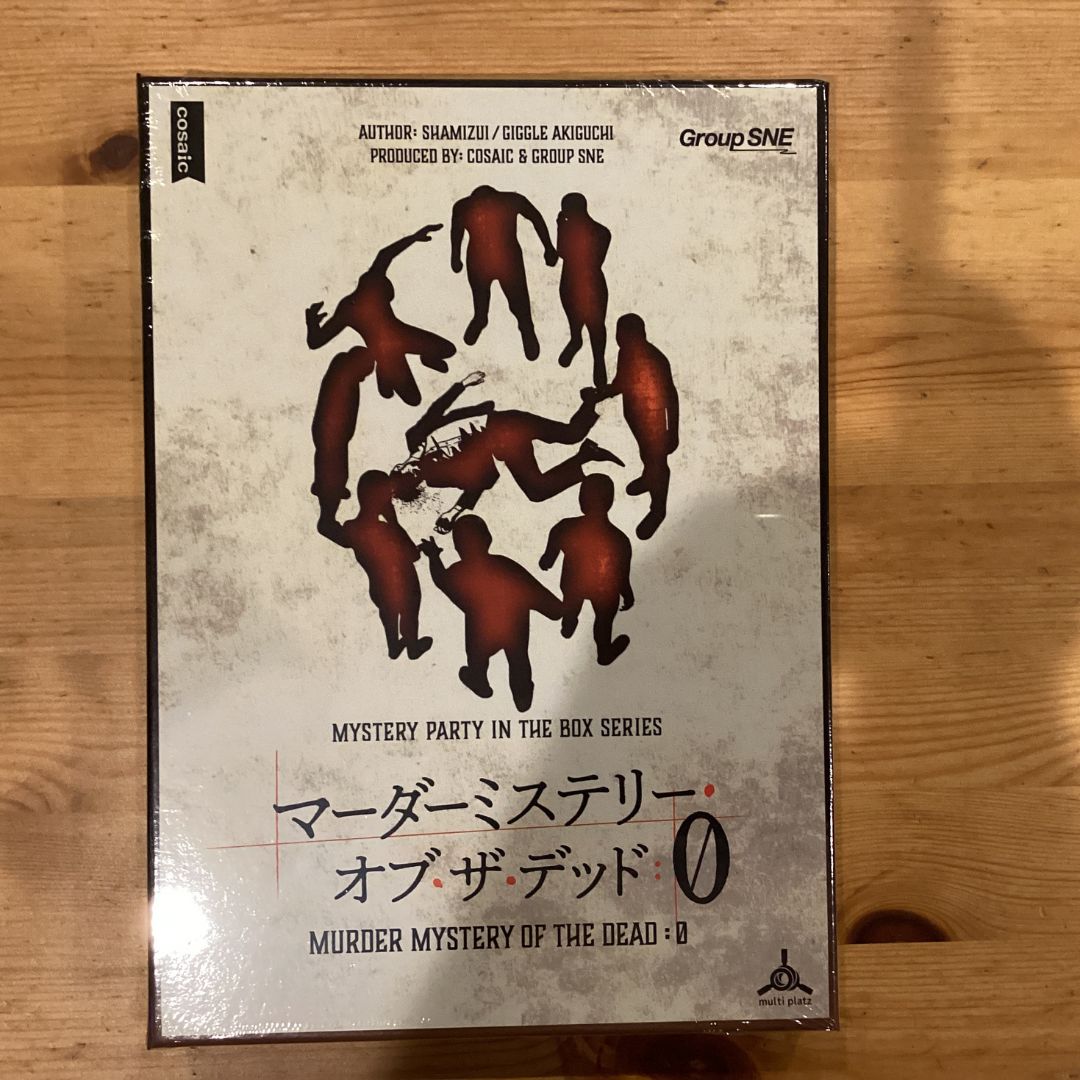 cosaic
AUTHOR: SHAMIZUI / GIGGLE AKIGUCHI
PRODUCED BY: COSAIC & GROUP SNE
Group SNE
MYSTERY PARTY IN THE BOX SERIES
マーダーミステリー・
オブ・ザ・デッド:0
MURDER MYSTERY OF THE DEAD : 0
multi platz